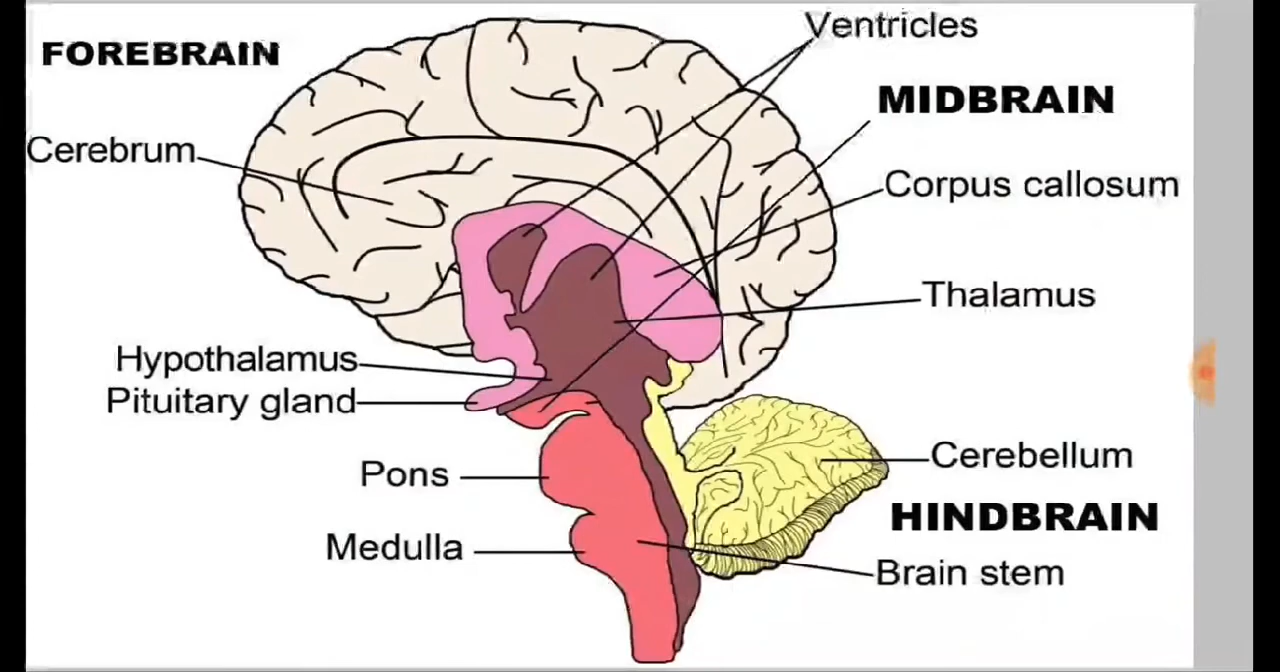 Ventricles
FOREBRAIN
MIDBRAIN
Cerebrum
Corpus callosum
Thalamus
Hypothalamus
Pituitary gland
Cerebellum
Pons
HINDBRAIN
Medulla
Brain stem